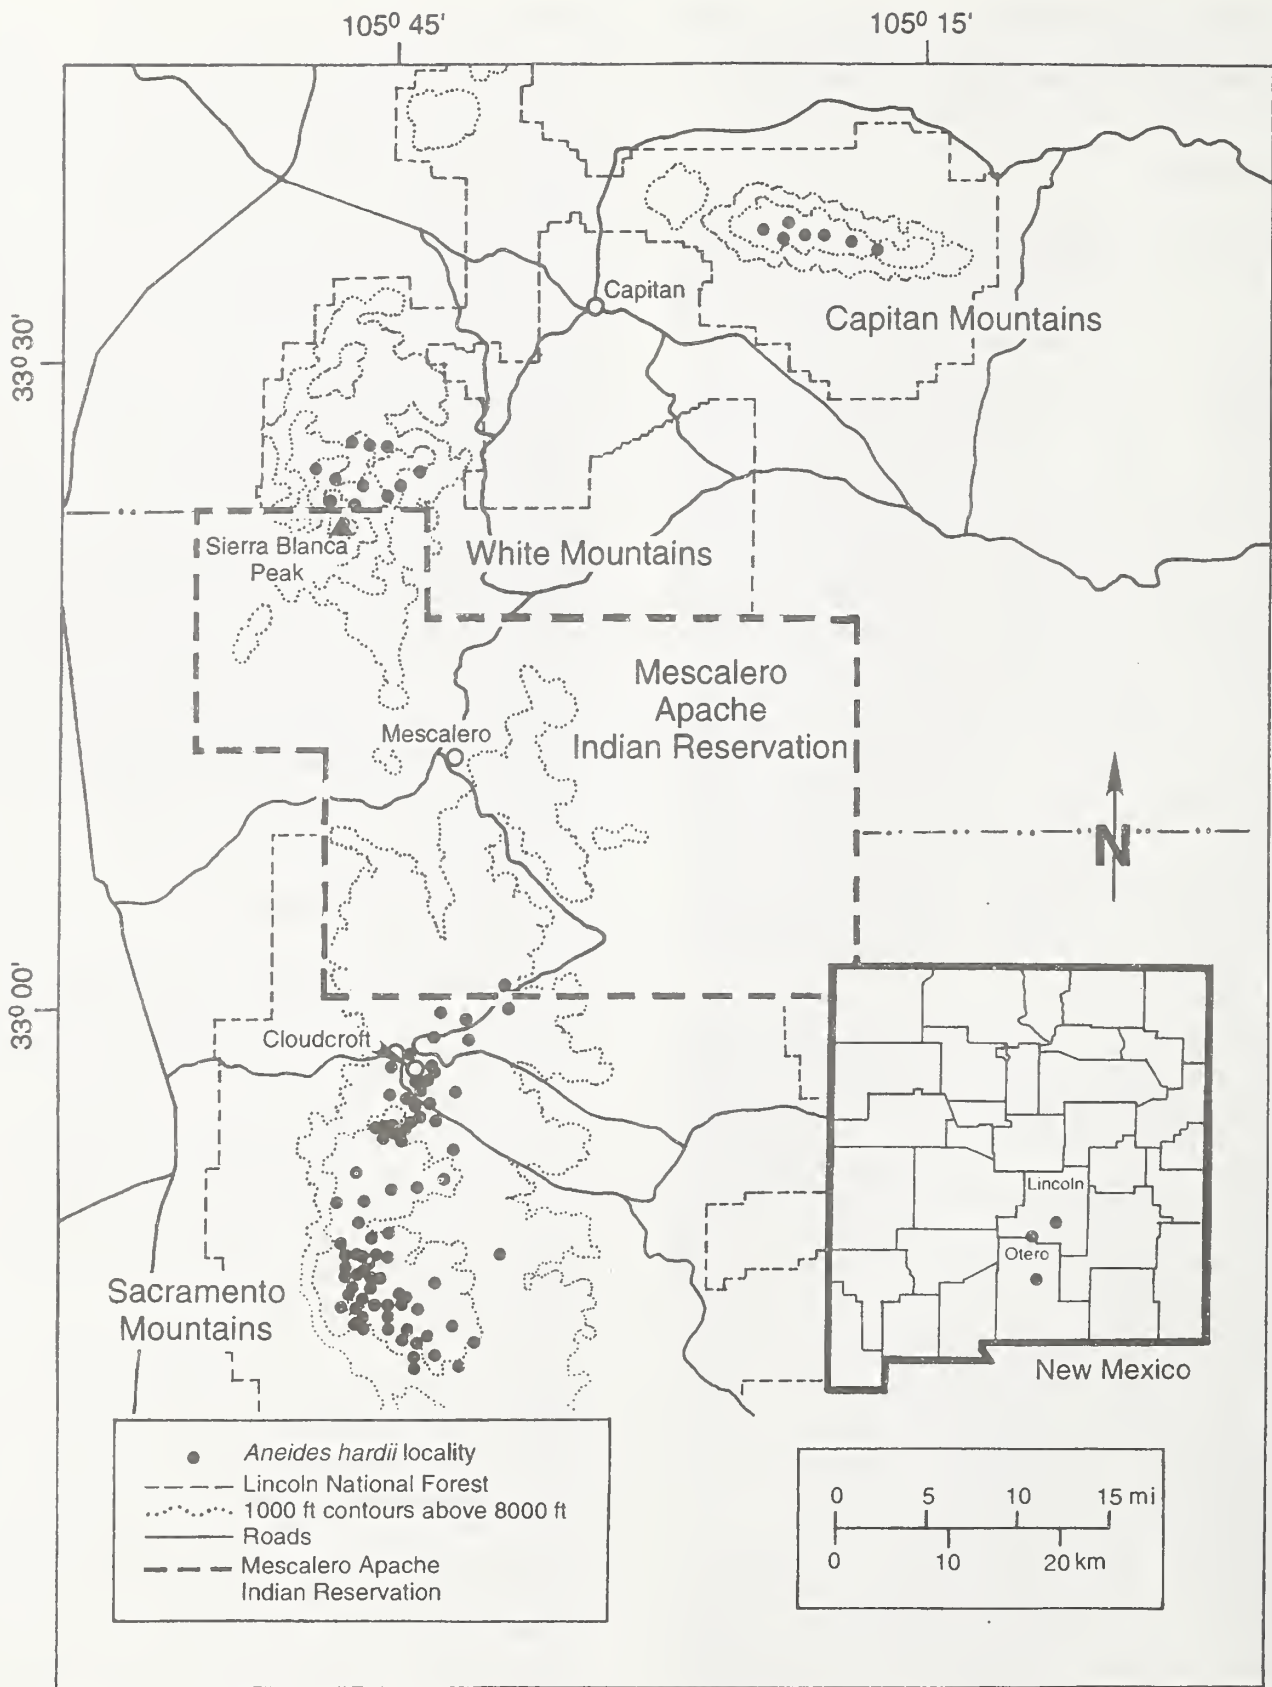 105⁰ 45'
105⁰ 15'
33⁰ 30'
33⁰ 00'
Capitan
Capitan Mountains
Sierra Blanca
Peak
White Mountains
Mescalero
Apache
Indian Reservation
Mescalero
N
Cloudcroft
Sacramento
Mountains
Lincoln
Otero
New Mexico
Aneides hardii locality
Lincoln National Forest
1000 ft contours above 8000 ft
Roads
Mescalero Apache
Indian Reservation
0 5 10 15 mi
0 10 20 km